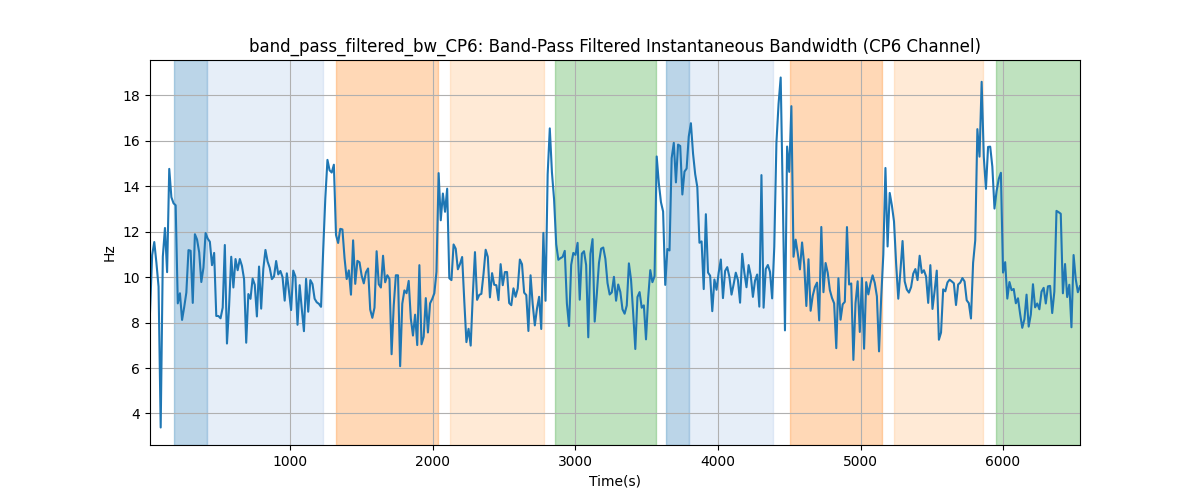 band_pass_filtered_bw_CP6: Band-Pass Filtered Instantaneous Bandwidth (CP6 Channel)
18
16
14
12
10
8
6
4
Hz
1000 2000 3000 4000 5000 6000
Time(s)